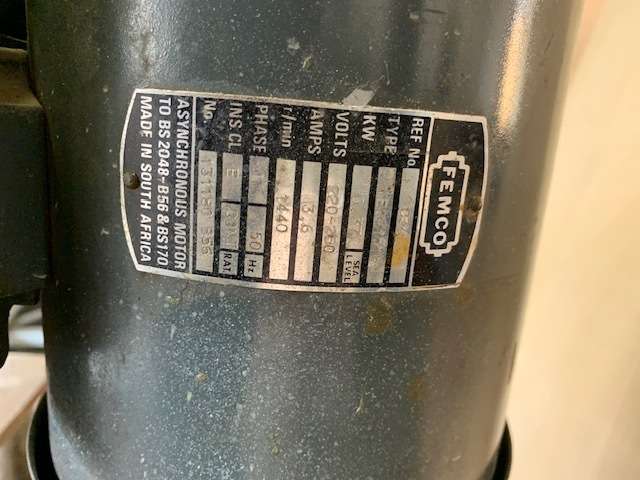 FEMCO
REF No.
TYPE
KW SEA LEVEL
VOLTS 220-250
AMPS 3,6
r/min 1440
PHASE 50 Hz
INS.CL. E RAT.
No.
ASYNCHRONOUS MOTOR
TO BS 2048-B56 & BS170
MADE IN SOUTH AFRICA